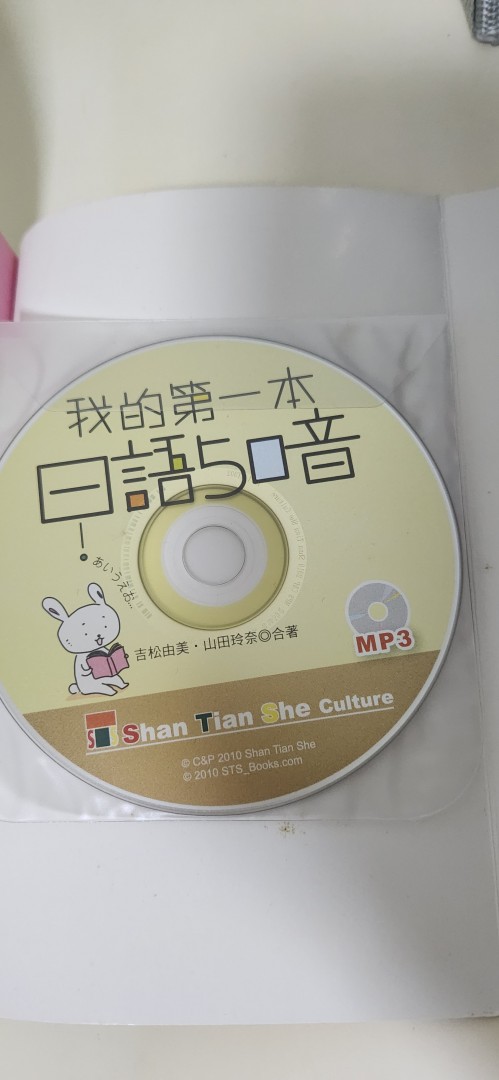 我的第一本
日語50音
あいうえお...
吉松由美・山田玲奈◎合著
MP3
STS Shan Tian She Culture
© C&P 2010 Shan Tian She
© 2010 STS_Books.com